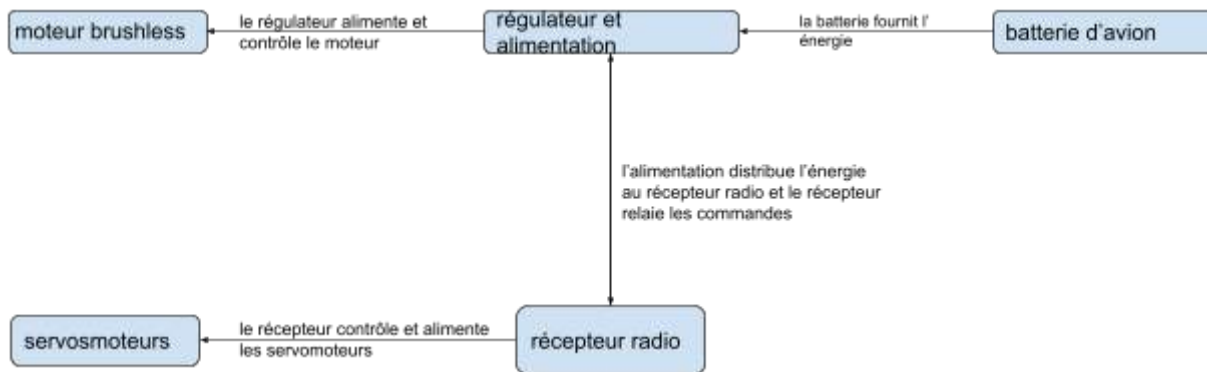 moteur brushless
le régulateur alimente et
contrôle le moteur
régulateur et
alimentation
la batterie fournit l'
énergie
batterie d'avion
l'alimentation distribue l'énergie
au récepteur radio et le récepteur
relaie les commandes
servosmoteurs
le récepteur contrôle et alimente
les servomoteurs
récepteur radio